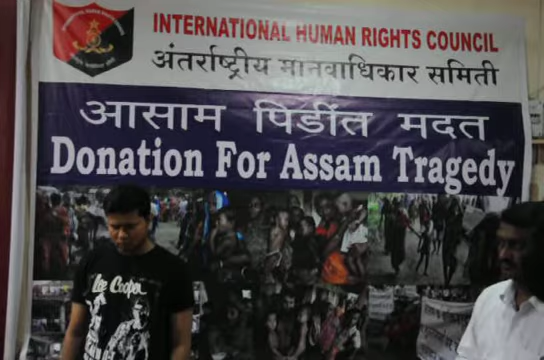 INTERNATIONAL HUMAN RIGHTS COUNCIL
अंतर्राष्ट्रीय मानवाधिकार समिती
आसाम पिडींत मदत
Donation For Assam Tragedy
Lee Cooper